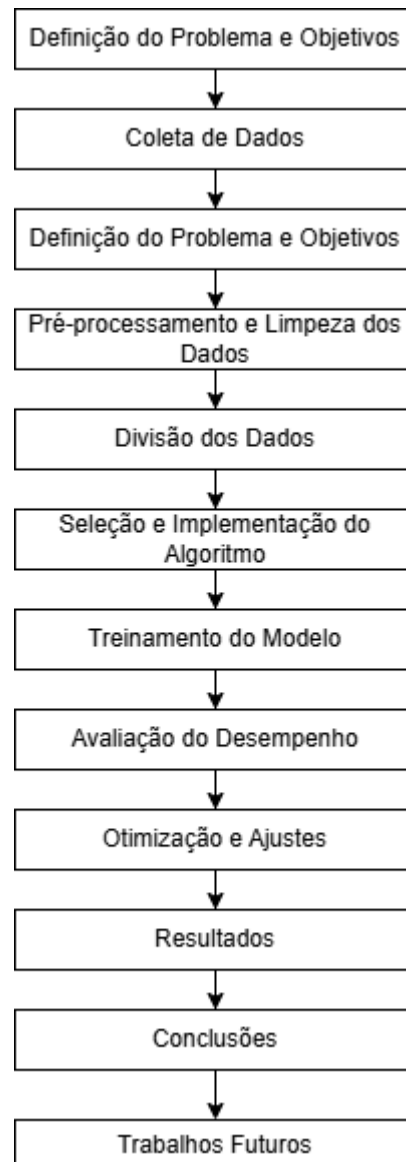 Definição do Problema e Objetivos
Coleta de Dados
Definição do Problema e Objetivos
Pré-processamento e Limpeza dos
Dados
Divisão dos Dados
Seleção e Implementação do
Algoritmo
Treinamento do Modelo
Avaliação do Desempenho
Otimização e Ajustes
Resultados
Conclusões
Trabalhos Futuros